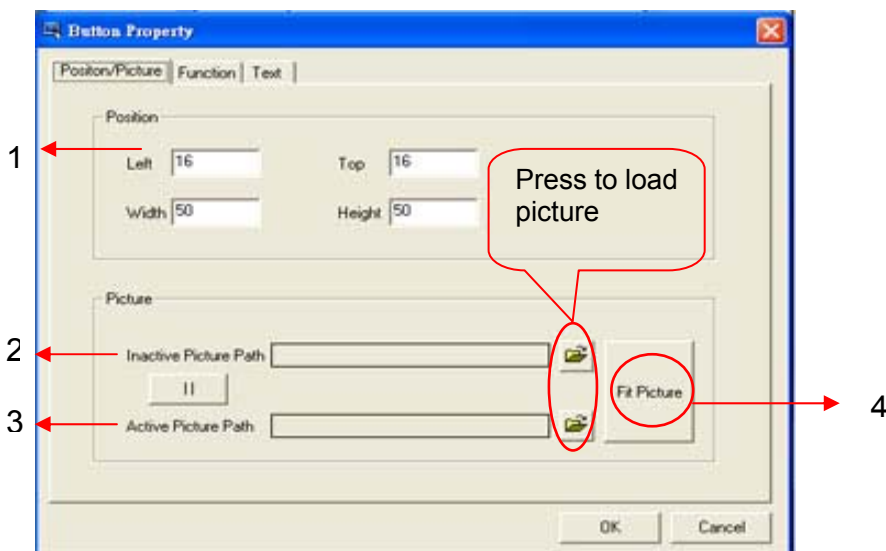 Button Property
Positon/Picture Function Text
Position
1
Left 16 Top 16
Press to load
picture
Width 50 Height 50
Picture
2 Inactive Picture Path
II
Fit Picture
4
3 Active Picture Path
OK Cancel